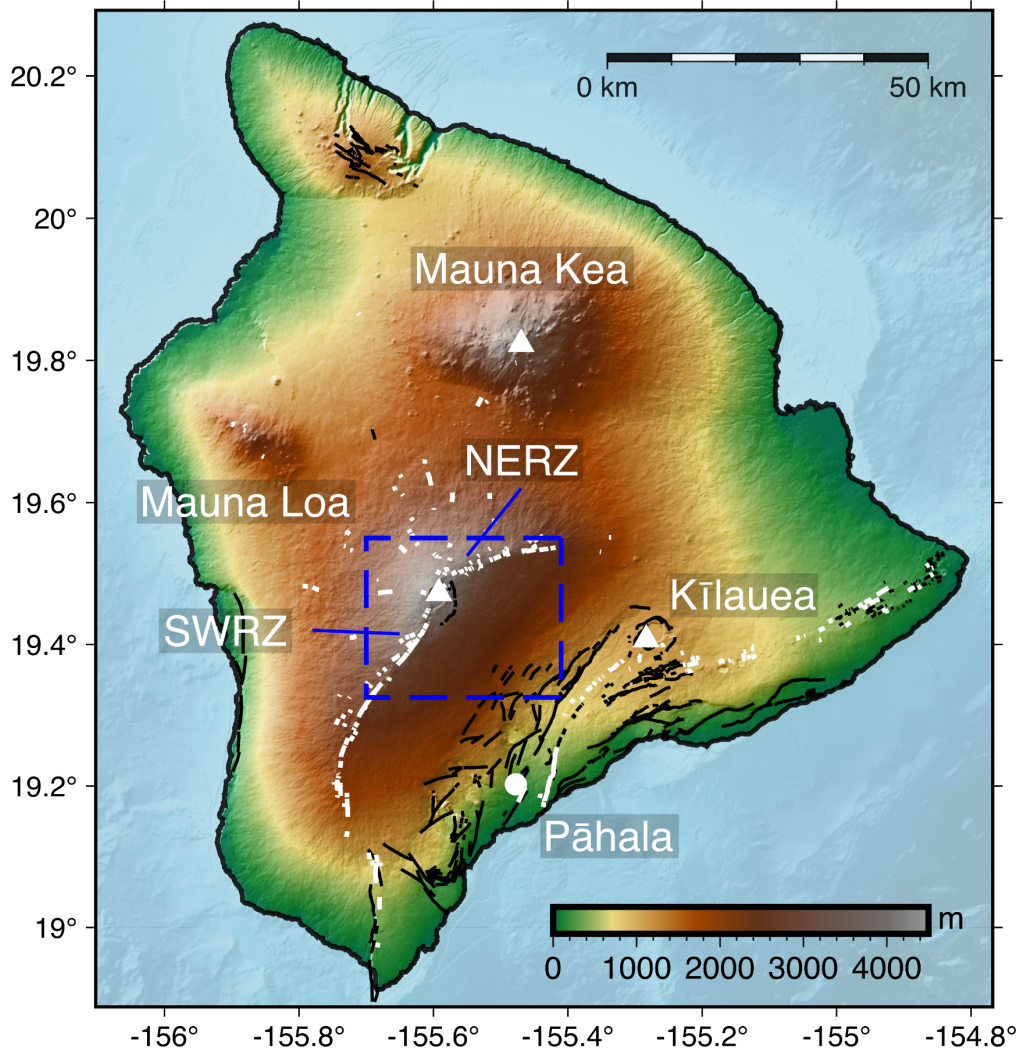 20.2°
0 km 50 km
20°
Mauna Kea
19.8°
NERZ
Mauna Loa
19.6°
Kīlauea
SWRZ
19.4°
19.2°
Pāhala
19°
m
0 1000 2000 3000 4000
-156° -155.8° -155.6° -155.4° -155.2° -155° -154.8°